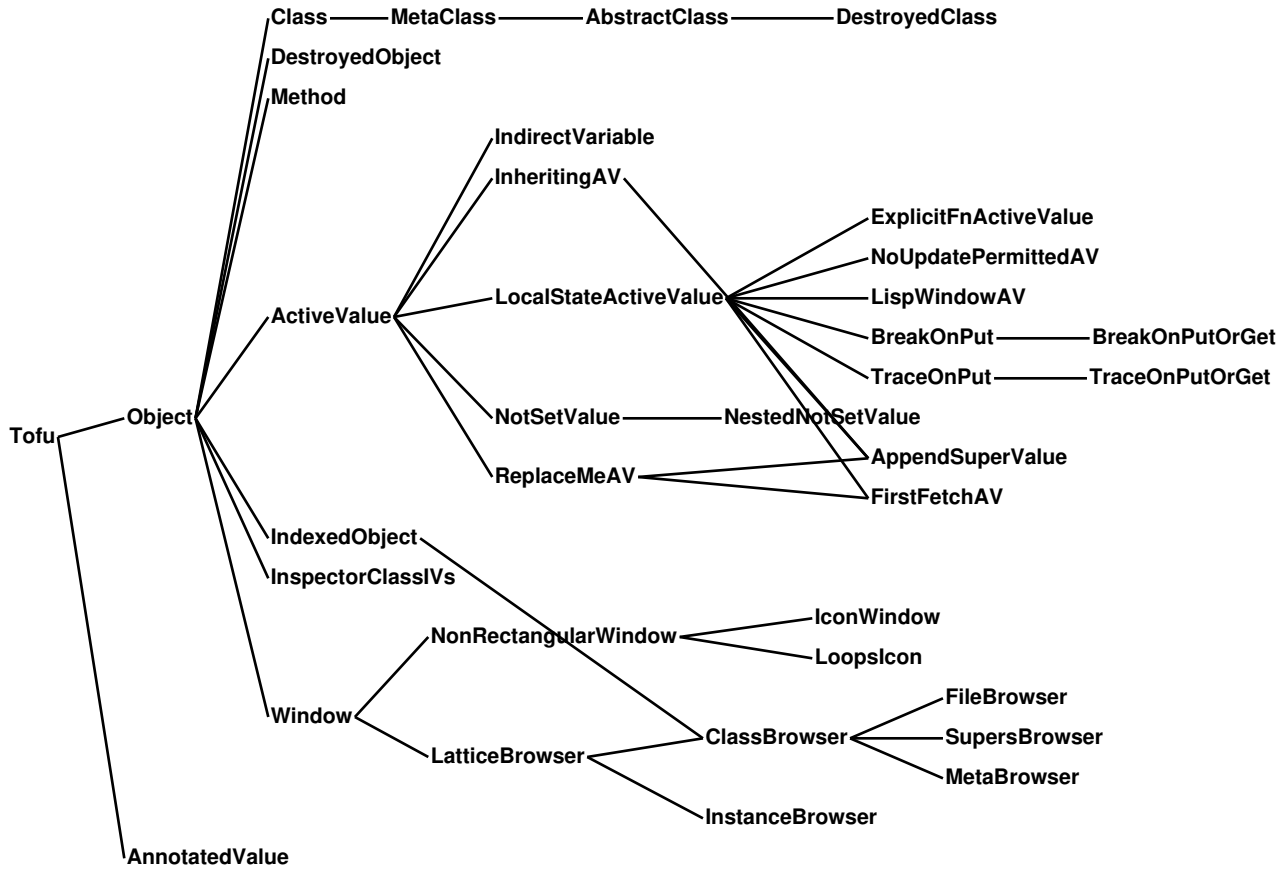 Class MetaClass AbstractClass DestroyedClass
DestroyedObject
Method
IndirectVariable
InheritingAV
ExplicitFnActiveValue
NoUpdatePermittedAV
LocalStateActiveValue LispWindowAV
ActiveValue
BreakOnPut BreakOnPutOrGet
TraceOnPut TraceOnPutOrGet
Object NotSetValue NestedNotSetValue
Tofu
AppendSuperValue
ReplaceMeAV
FirstFetchAV
IndexedObject
InspectorClassIVs
IconWindow
NonRectangularWindow
LoopsIcon
FileBrowser
Window
ClassBrowser SupersBrowser
LatticeBrowser
MetaBrowser
InstanceBrowser
AnnotatedValue